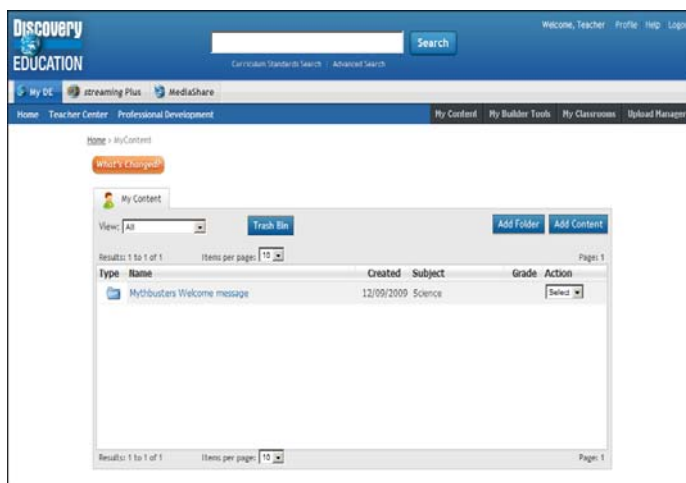 Discovery
EDUCATION
Welcome, Teacher Profile Help Logou
Search
Curriculum Standards Search | Advanced Search
My DE streaming Plus MediaShare
Home Teacher Center Professional Development My Content My Builder Tools My Classrooms Upload Manager
Home > MyContent
What's Changed?
My Content
View: All Trash Bin Add Folder Add Content
Results: 1 to 1 of 1 Items per page: 10 Page: 1
Type Name Created Subject Grade Action
Mythbusters Welcome message 12/09/2009 Science Select
Results: 1 to 1 of 1 Items per page: 10 Page: 1